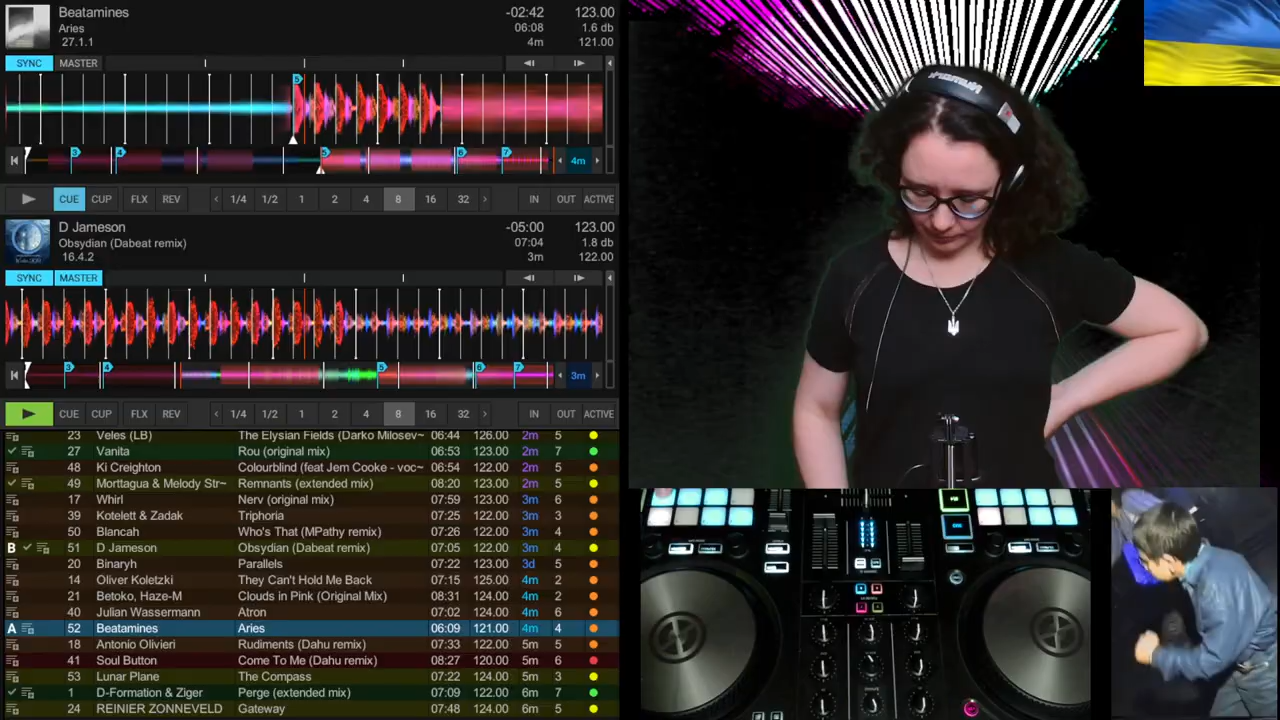 Beatamines -02:42 123.00
Aries 06:08 1.6 db
27.1.1 4m 121.00
SYNC MASTER
5
3 4 5 6 7 4m
CUE CUP FLX REV 1/4 1/2 1 2 4 8 16 32 IN OUT ACTIVE
D Jameson -05:00 123.00
Obsydian (Dabeat remix) 07:04 1.8 db
16.4.2 3m 122.00
SYNC MASTER
3 4 5 6 7 3m
CUE CUP FLX REV 1/4 1/2 1 2 4 8 16 32 IN OUT ACTIVE
23 Veles (LB) The Elysian Fields (Darko Milosev~ 06:44 126.00 2m 5
27 Vanita Rou (original mix) 06:53 123.00 2m 7
48 Ki Creighton Colourblind (feat Jem Cooke - voc~ 06:54 122.00 2m 5
49 Morttagua & Melody Str~ Remnants (extended mix) 08:20 123.00 2m 5
17 Whirl Nerv (original mix) 07:59 123.00 3m 6
39 Kotelett & Zadak Triphoria 07:25 122.00 3m 3
50 Blancah Who's That (MPathy remix) 07:26 122.00 3m 4
B 51 D Jameson Obsydian (Dabeat remix) 07:05 122.00 3m 4
20 Binaryh Parallels 07:22 123.00 3d 5
14 Oliver Koletzki They Can't Hold Me Back 07:15 125.00 4m 2
21 Betoko, Haze-M Clouds in Pink (Original Mix) 08:31 124.00 4m 2
40 Julian Wassermann Atron 07:02 124.00 4m 6
A 52 Beatamines Aries 06:09 121.00 4m 4
18 Antonio Olivieri Rudiments (Dahu remix) 07:33 122.00 5m 5
41 Soul Button Come To Me (Dahu remix) 08:27 120.00 5m 6
53 Lunar Plane The Compass 07:22 124.00 5m 3
1 D-Formation & Ziger Perge (extended mix) 07:09 122.00 6m 7
24 REINIER ZONNEVELD Gateway 07:48 124.00 6m 5